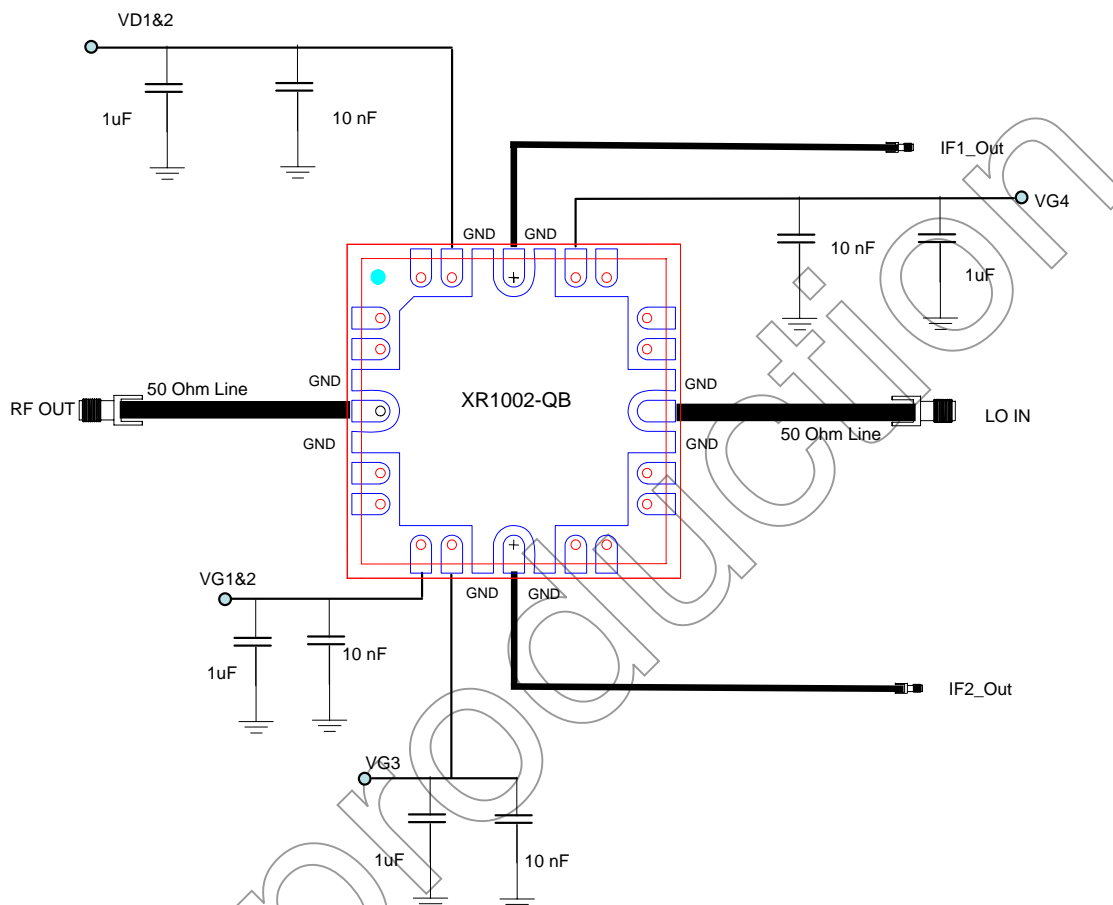 VD1&2
1uF
10 nF
IF1_Out
VG4
GND
GND
10 nF
1uF
GND
GND
50 Ohm Line
RF OUT
XR1002-QB
LO IN
50 Ohm Line
GND
GND
VG1&2
GND
GND
1uF
10 nF
IF2_Out
VG3
1uF
10 nF
production